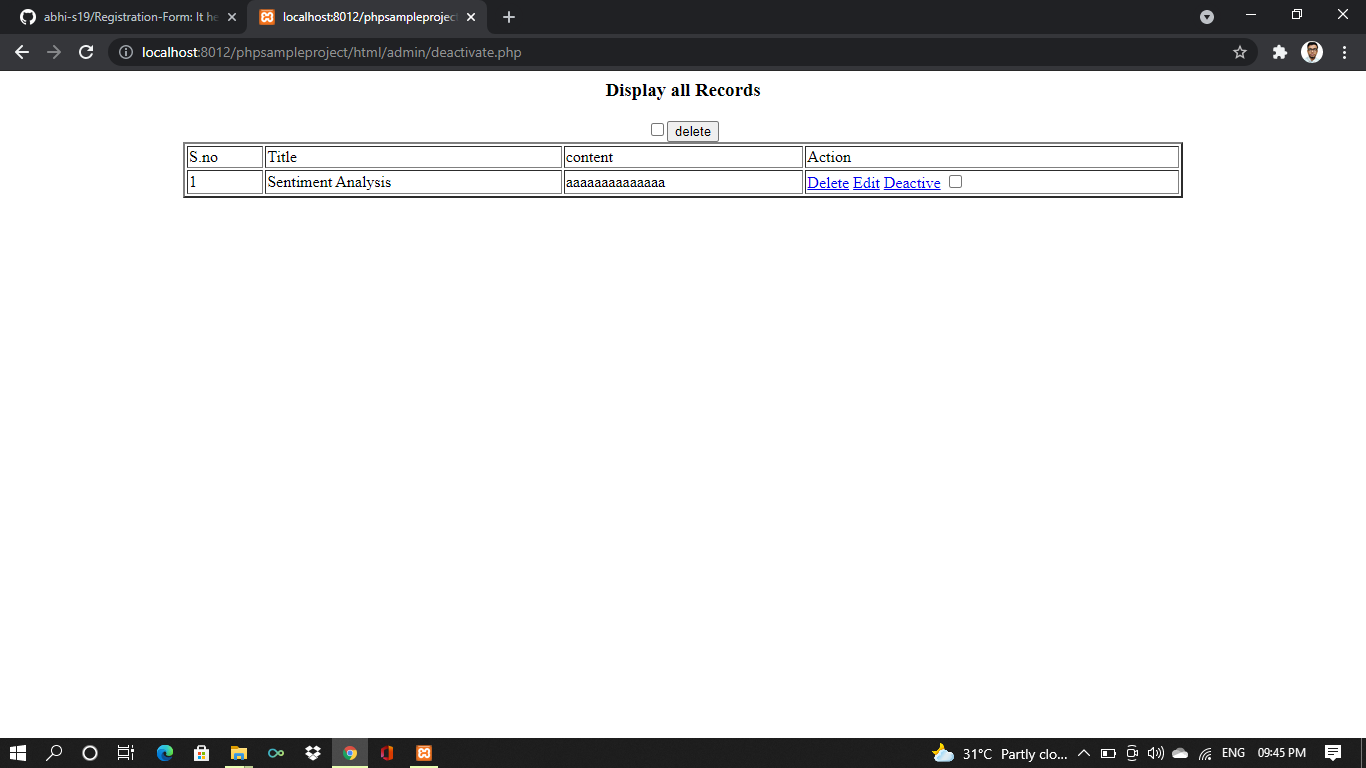 abhi-s19/Registration-Form: It he
localhost:8012/phpsampleproject
localhost:8012/phpsampleproject/html/admin/deactivate.php
Display all Records
delete
S.no Title content Action
1 Sentiment Analysis aaaaaaaaaaaaaa Delete Edit Deactive
31°C Partly clo... ENG 09:45 PM